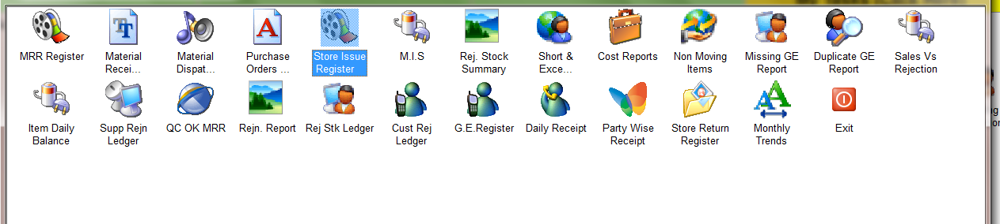 MRR Register
Material
Recei...
Material
Dispat...
Purchase
Orders ...
Store Issue
Register
M.I.S
Rej. Stock
Summary
Short &
Exce...
Cost Reports
Non Moving
Items
Missing GE
Report
Duplicate GE
Report
Sales Vs
Rejection
Item Daily
Balance
Supp Rejn
Ledger
QC OK MRR
Rejn. Report
Rej Stk Ledger
Cust Rej
Ledger
G.E.Register
Daily Receipt
Party Wise
Receipt
Store Return
Register
Monthly
Trends
Exit